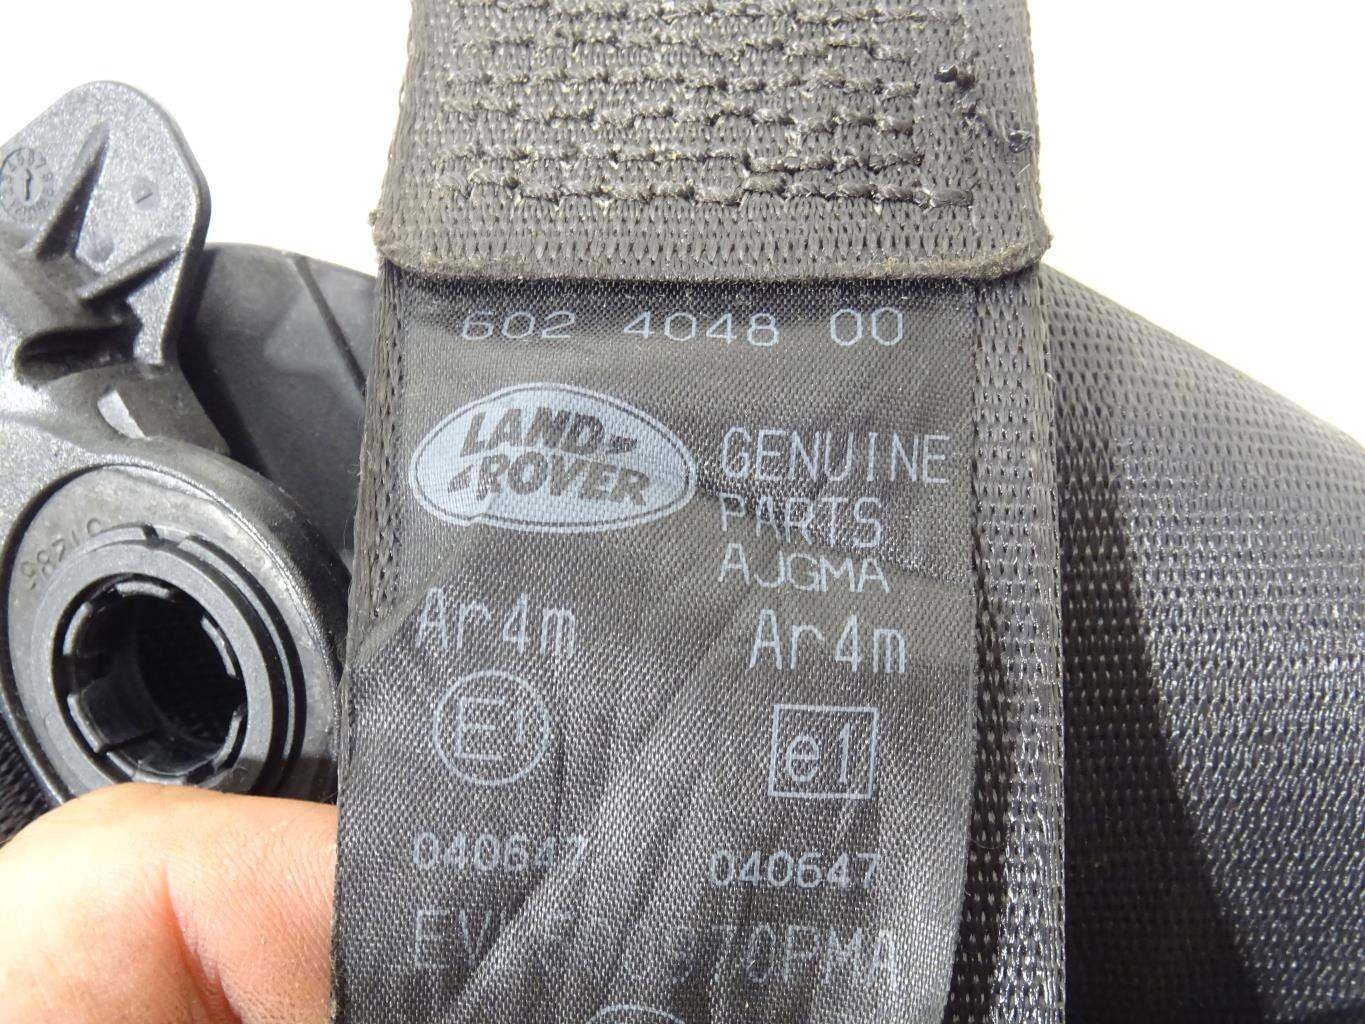 602 4048 00
LAND
ROVER
GENUINE
PARTS
AJGMA
Ar4m Ar4m
E1 e1
040647 040647